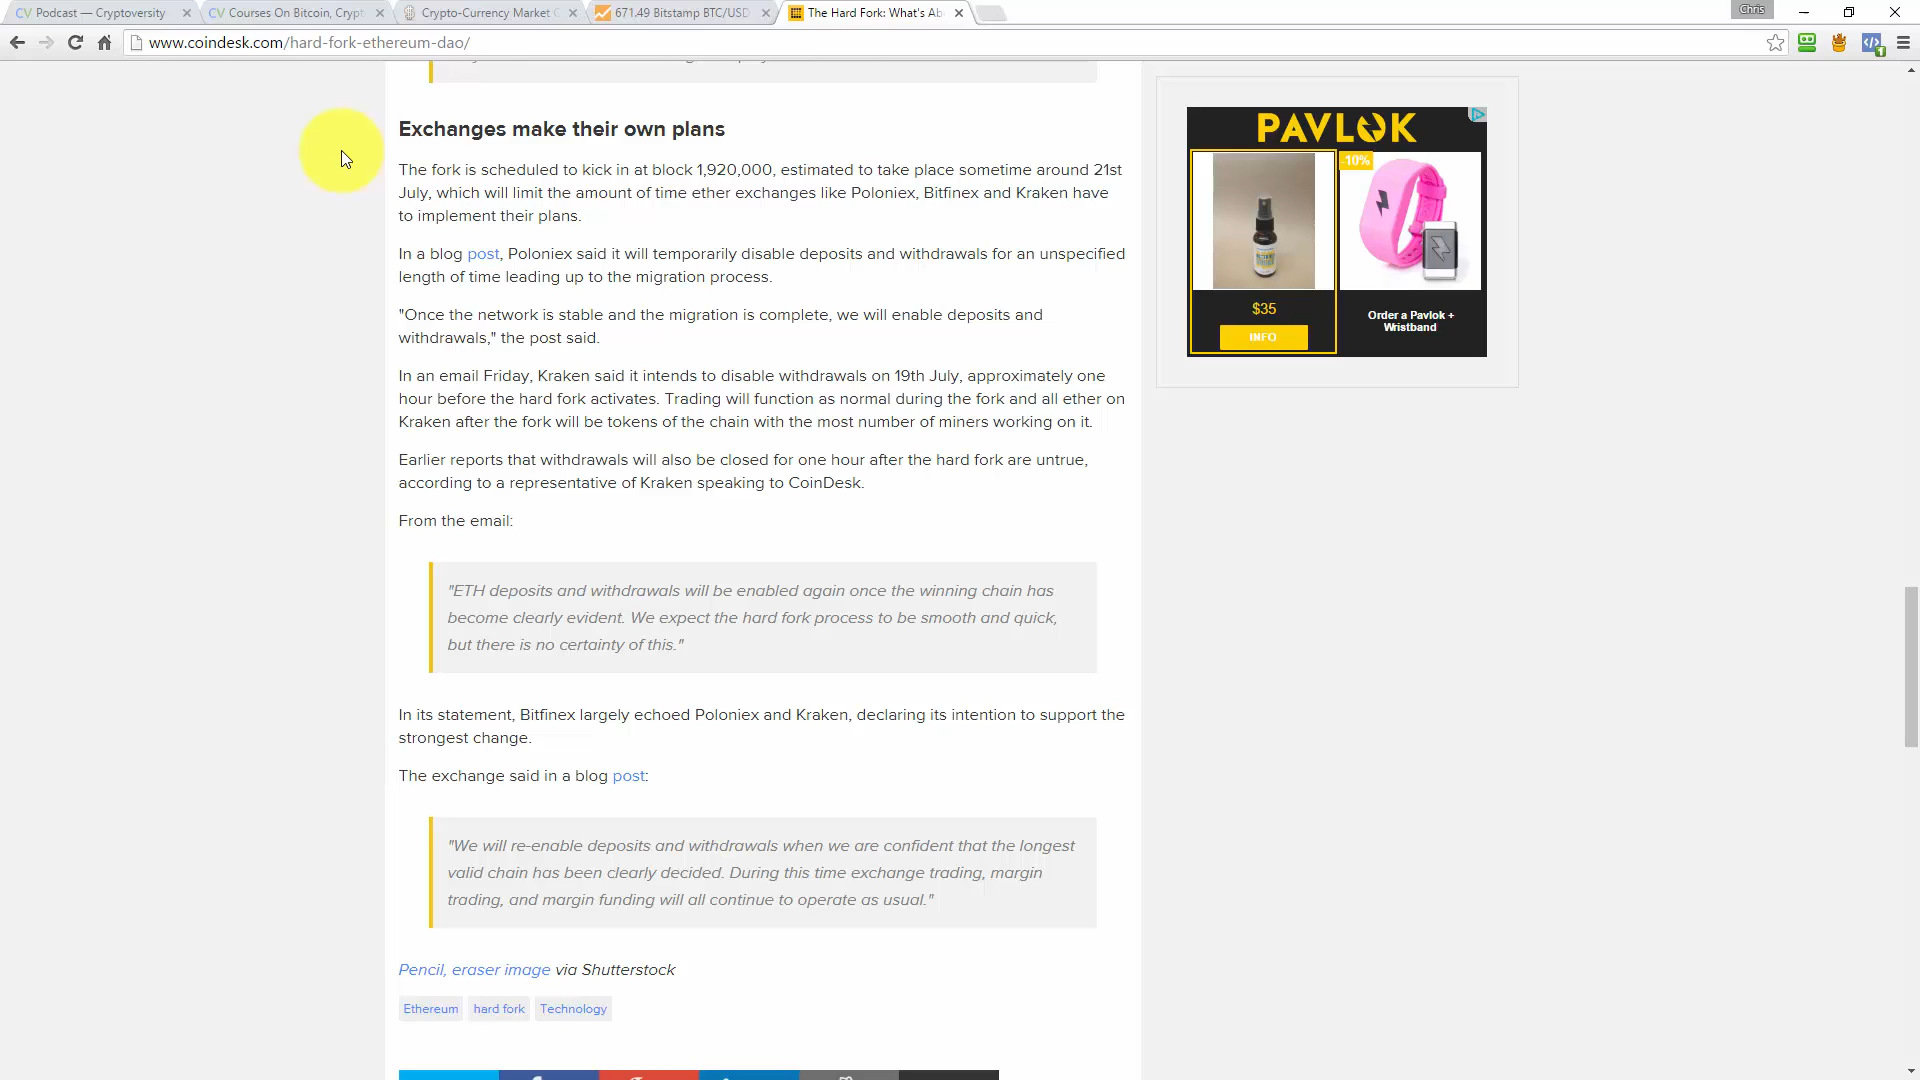 CV Podcast — Cryptoversity
CV Courses On Bitcoin, Crypt
Crypto-Currency Market C
671.49 Bitstamp BTC/USD
The Hard Fork: What's Ab
Chris
www.coindesk.com/hard-fork-ethereum-dao/
Exchanges make their own plans
The fork is scheduled to kick in at block 1,920,000, estimated to take place sometime around 21st
July, which will limit the amount of time ether exchanges like Poloniex, Bitfinex and Kraken have
to implement their plans.
In a blog post, Poloniex said it will temporarily disable deposits and withdrawals for an unspecified
length of time leading up to the migration process.
"Once the network is stable and the migration is complete, we will enable deposits and
withdrawals," the post said.
In an email Friday, Kraken said it intends to disable withdrawals on 19th July, approximately one
hour before the hard fork activates. Trading will function as normal during the fork and all ether on
Kraken after the fork will be tokens of the chain with the most number of miners working on it.
Earlier reports that withdrawals will also be closed for one hour after the hard fork are untrue,
according to a representative of Kraken speaking to CoinDesk.
From the email:
"ETH deposits and withdrawals will be enabled again once the winning chain has
become clearly evident. We expect the hard fork process to be smooth and quick,
but there is no certainty of this."
In its statement, Bitfinex largely echoed Poloniex and Kraken, declaring its intention to support the
strongest change.
The exchange said in a blog post:
"We will re-enable deposits and withdrawals when we are confident that the longest
valid chain has been clearly decided. During this time exchange trading, margin
trading, and margin funding will all continue to operate as usual."
Pencil, eraser image via Shutterstock
Ethereum hard fork Technology
PAVLOK
-10%
$35
INFO
Order a Pavlok +
Wristband